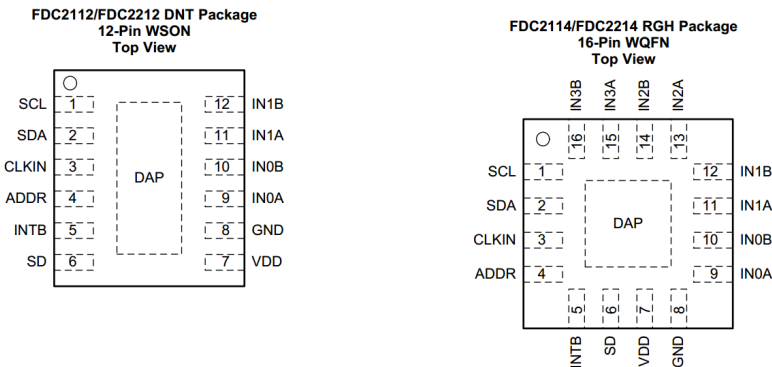 FDC2112/FDC2212 DNT Package
12-Pin WSON
Top View
SCL 1
12 IN1B
SDA 2
11 IN1A
CLKIN 3
10 IN0B
DAP
ADDR 4
9 IN0A
INTB 5
8 GND
SD 6
7 VDD
FDC2114/FDC2214 RGH Package
16-Pin WQFN
Top View
IN3B
IN3A
IN2B
IN2A
16
15
14
13
SCL 1
12 IN1B
SDA 2
11 IN1A
DAP
CLKIN 3
10 IN0B
ADDR 4
9 IN0A
5
6
7
8
INTB
SD
VDD
GND